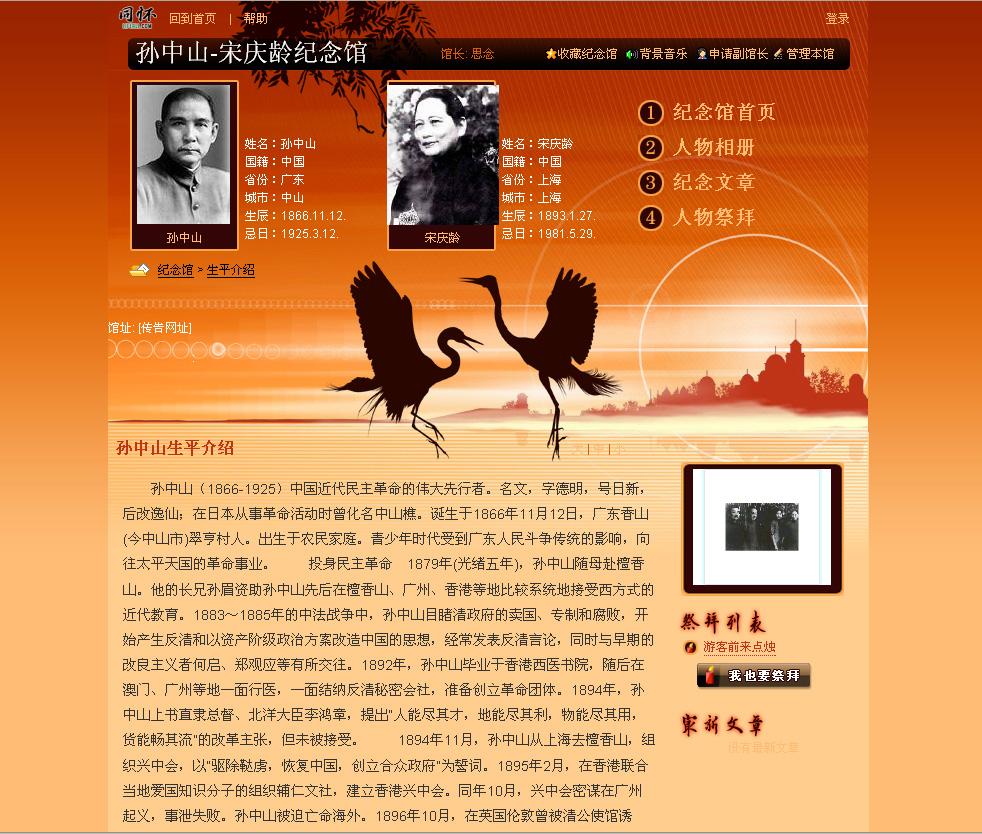 同怀
回到首页 | 帮助
登录
孙中山-宋庆龄纪念馆
馆长: 思念
收藏纪念馆 背景音乐 申请副馆长 管理本馆
姓名：孙中山
国籍：中国
省份：广东
城市：中山
生辰：1866.11.12.
忌日：1925.3.12.
孙中山
姓名：宋庆龄
国籍：中国
省份：上海
城市：上海
生辰：1893.1.27.
忌日：1981.5.29.
宋庆龄
1 纪念馆首页
2 人物相册
3 纪念文章
4 人物祭拜
纪念馆 > 生平介绍
馆址: [传告网址]
孙中山生平介绍
大 | 中 | 小
孙中山（1866-1925）中国近代民主革命的伟大先行者。名文，字德明，号日新，
后改逸仙；在日本从事革命活动时曾化名中山樵。诞生于1866年11月12日，广东香山
(今中山市)翠亨村人。出生于农民家庭。青少年时代受到广东人民斗争传统的影响，向
往太平天国的革命事业。 投身民主革命 1879年(光绪五年)，孙中山随母赴檀香
山。他的长兄孙眉资助孙中山先后在檀香山、广州、香港等地比较系统地接受西方式的
近代教育。1883～1885年的中法战争中，孙中山目睹清政府的卖国、专制和腐败，开
始产生反清和以资产阶级政治方案改造中国的思想，经常发表反清言论，同时与早期的
改良主义者何启、郑观应等有所交往。1892年，孙中山毕业于香港西医书院，随后在
澳门、广州等地一面行医，一面结纳反清秘密会社，准备创立革命团体。1894年，孙
中山上书直隶总督、北洋大臣李鸿章，提出"人能尽其才，地能尽其利，物能尽其用，
货能畅其流"的改革主张，但未被接受。 1894年11月，孙中山从上海去檀香山，组
织兴中会，以"驱除鞑虏，恢复中国，创立合众政府"为誓词。1895年2月，在香港联合
当地爱国知识分子的组织辅仁文社，建立香港兴中会。同年10月，兴中会密谋在广州
起义，事泄失败。孙中山被迫亡命海外。1896年10月，在英国伦敦曾被清公使馆诱
祭拜列表
游客前来点烛
我也要祭拜
最新文章
没有最新文章